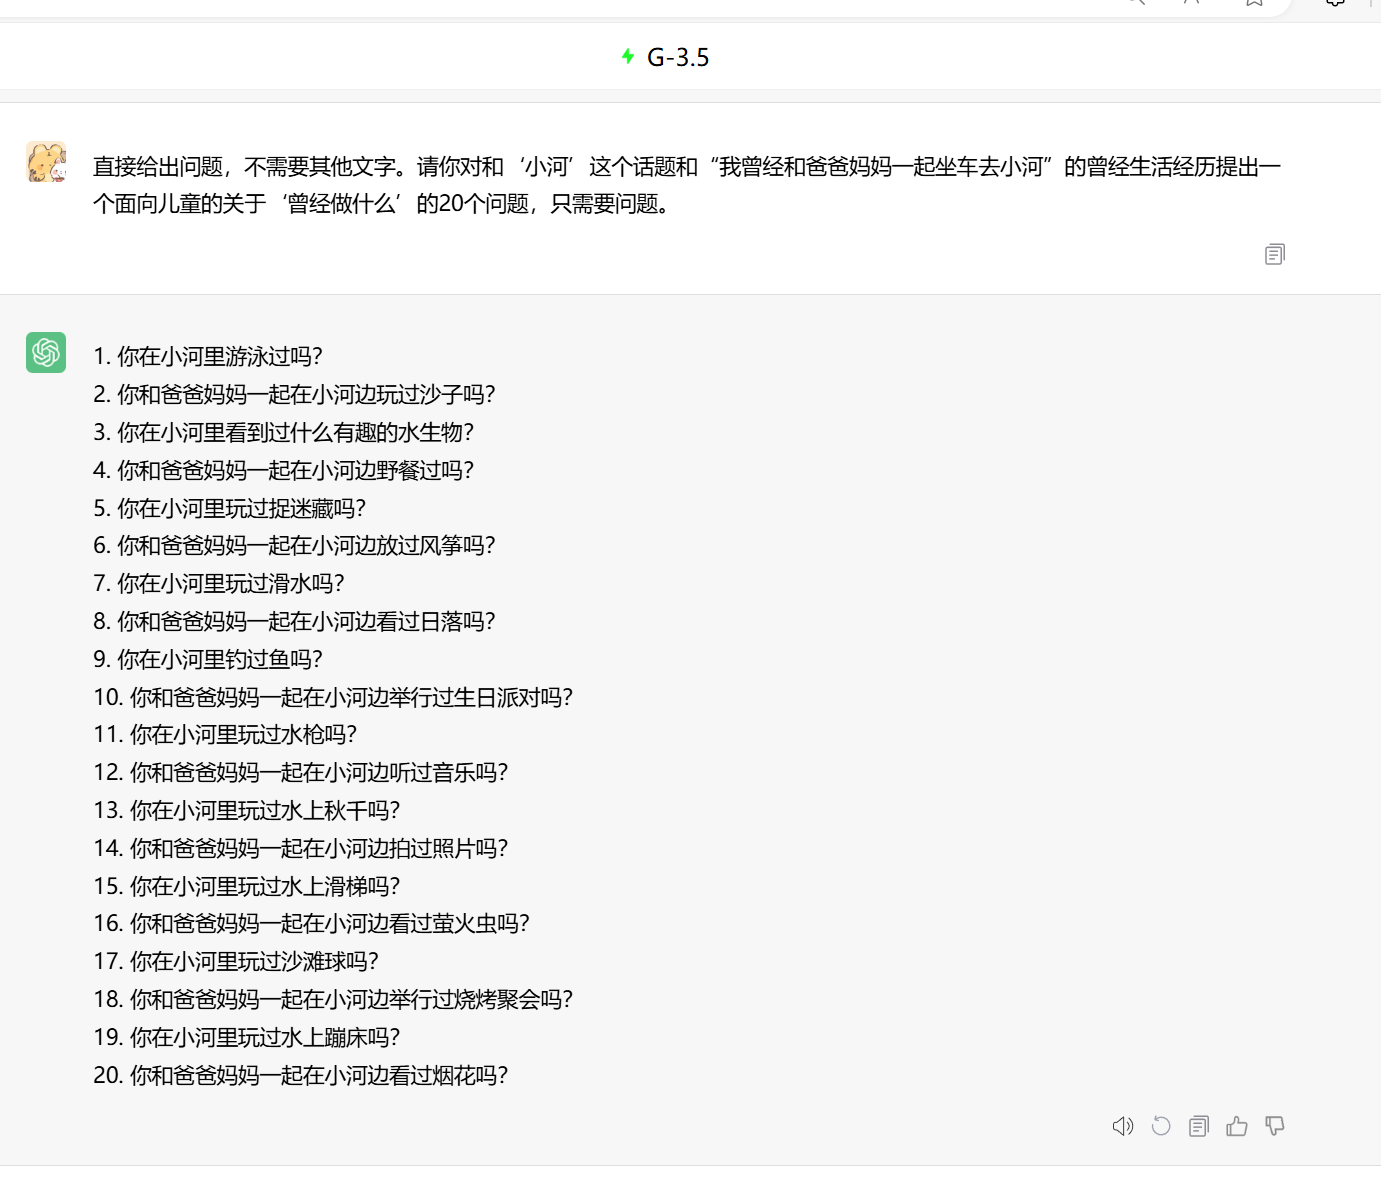 G-3.5
直接给出问题，不需要其他文字。请你对和‘小河’这个话题和“我曾经和爸爸妈妈一起坐车去小河”的曾经生活经历提出一
个面向儿童的关于‘曾经做什么’的20个问题，只需要问题。
1. 你在小河里游泳过吗？
2. 你和爸爸妈妈一起在小河边玩过沙子吗？
3. 你在小河里看到过什么有趣的水生物？
4. 你和爸爸妈妈一起在小河边野餐过吗？
5. 你在小河里玩过捉迷藏吗？
6. 你和爸爸妈妈一起在小河边放过风筝吗？
7. 你在小河里玩过滑水吗？
8. 你和爸爸妈妈一起在小河边看过日落吗？
9. 你在小河里钓过鱼吗？
10. 你和爸爸妈妈一起在小河边举行过生日派对吗？
11. 你在小河里玩过水枪吗？
12. 你和爸爸妈妈一起在小河边听过音乐吗？
13. 你在小河里玩过水上秋千吗？
14. 你和爸爸妈妈一起在小河边拍过照片吗？
15. 你在小河里玩过水上滑梯吗？
16. 你和爸爸妈妈一起在小河边看过萤火虫吗？
17. 你在小河里玩过沙滩球吗？
18. 你和爸爸妈妈一起在小河边举行过烧烤聚会吗？
19. 你在小河里玩过水上蹦床吗？
20. 你和爸爸妈妈一起在小河边看过烟花吗？